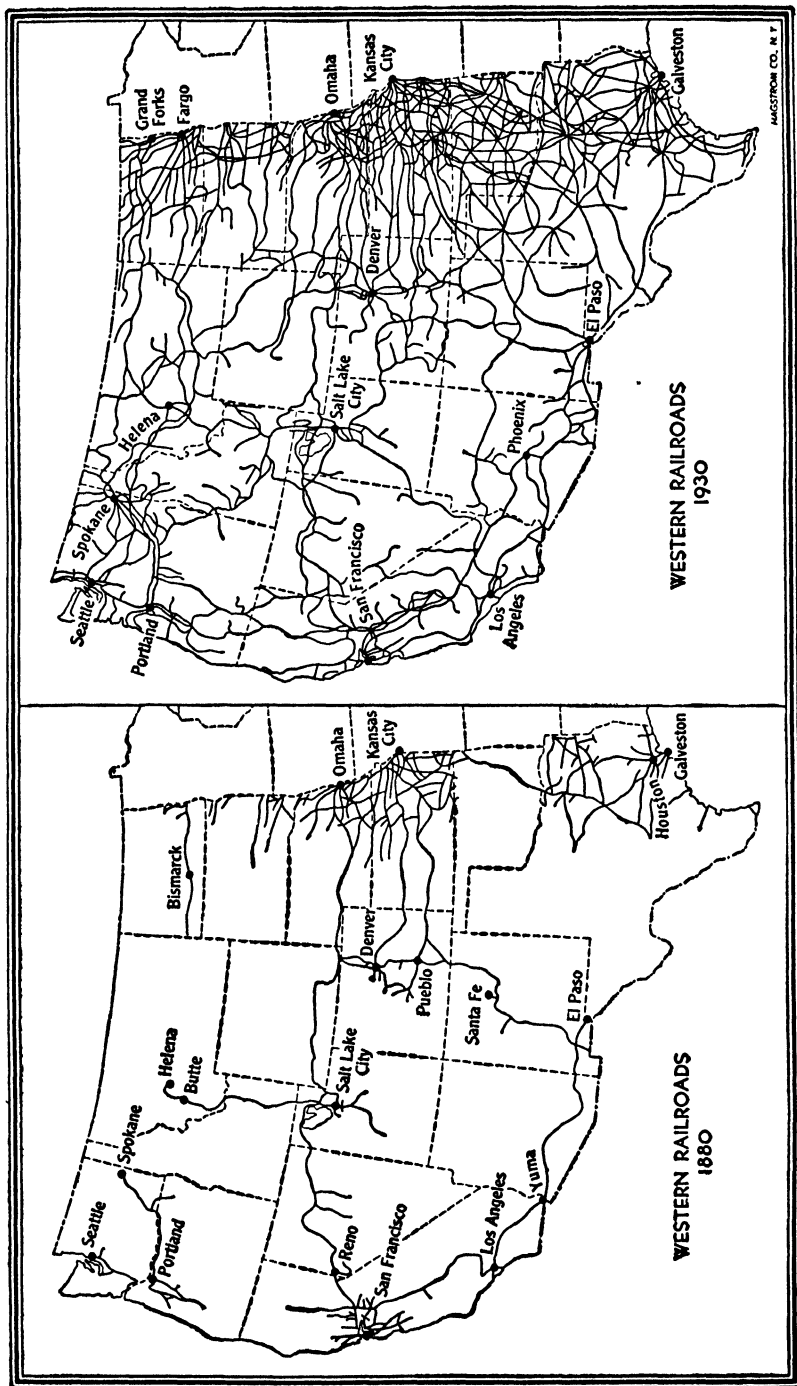 Seattle
Spokane
Portland
Helena
Butte
Bismarck
Reno
San Francisco
Salt Lake
City
Denver
Pueblo
Omaha
Kansas
City
Los Angeles
Yuma
Santa Fe
El Paso
Houston
Galveston
WESTERN RAILROADS
1880
Seattle
Spokane
Portland
Helena
Grand
Forks
Fargo
San Francisco
Salt Lake
City
Denver
Omaha
Kansas
City
Los
Angeles
Phoenix
El Paso
Galveston
WESTERN RAILROADS
1930
HAGSTROM CO., N.Y.